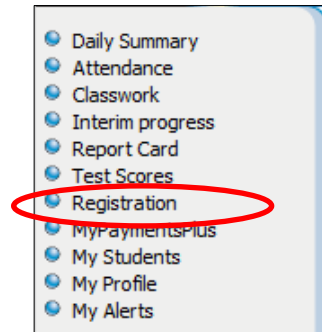 Daily Summary
Attendance
Classwork
Interim progress
Report Card
Test Scores
Registration
MyPaymentsPlus
My Students
My Profile
My Alerts